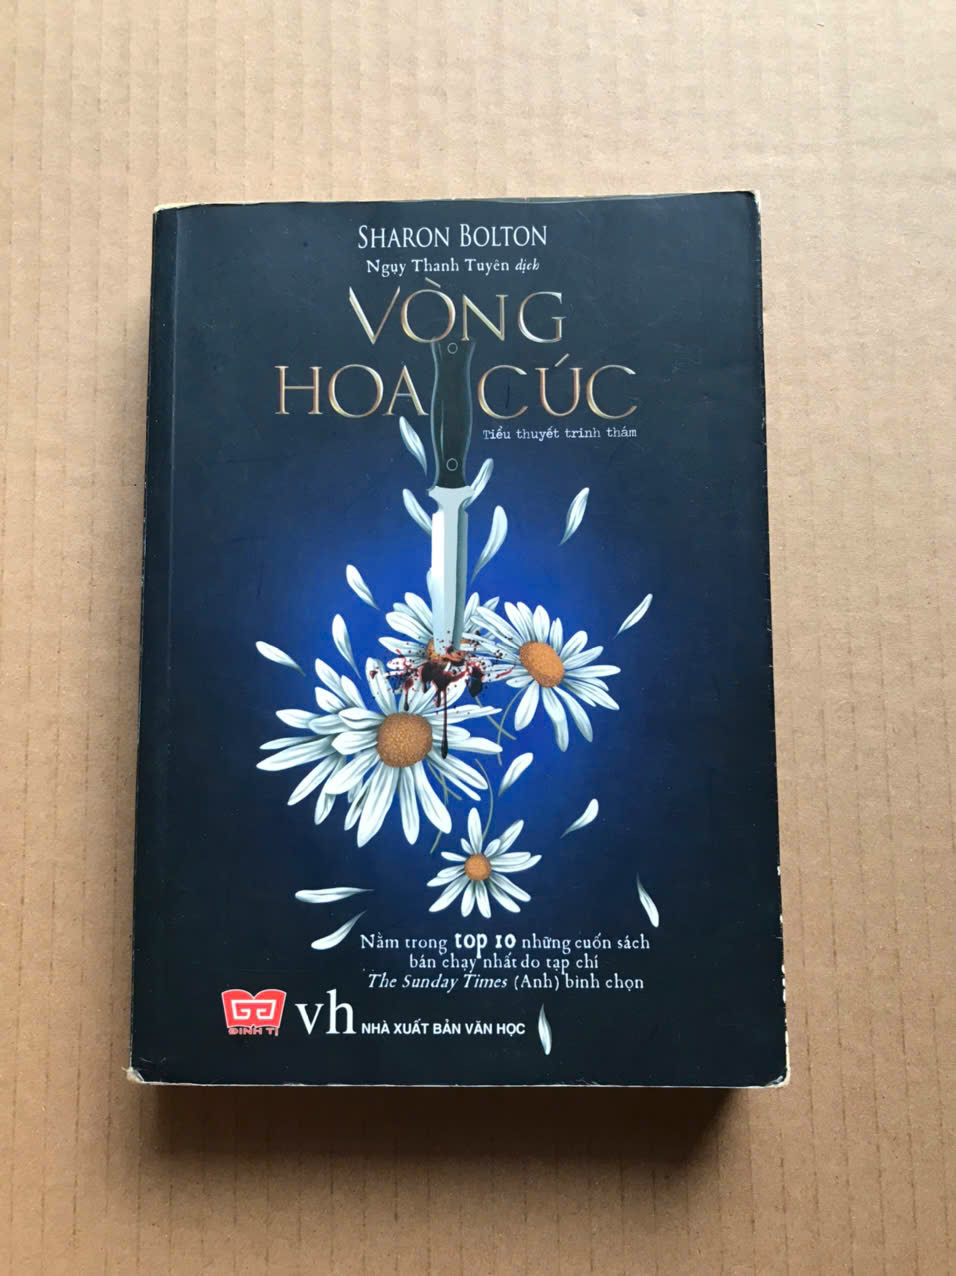 SHARON BOLTON
Ngụy Thanh Tuyên dịch
VÒNG
HOA CÚC
Tiểu thuyết trinh thám
Nằm trong top 10 những cuốn sách
bán chạy nhất do tạp chí
The Sunday Times (Anh) bình chọn
ĐINH TỊ
vh NHÀ XUẤT BẢN VĂN HỌC